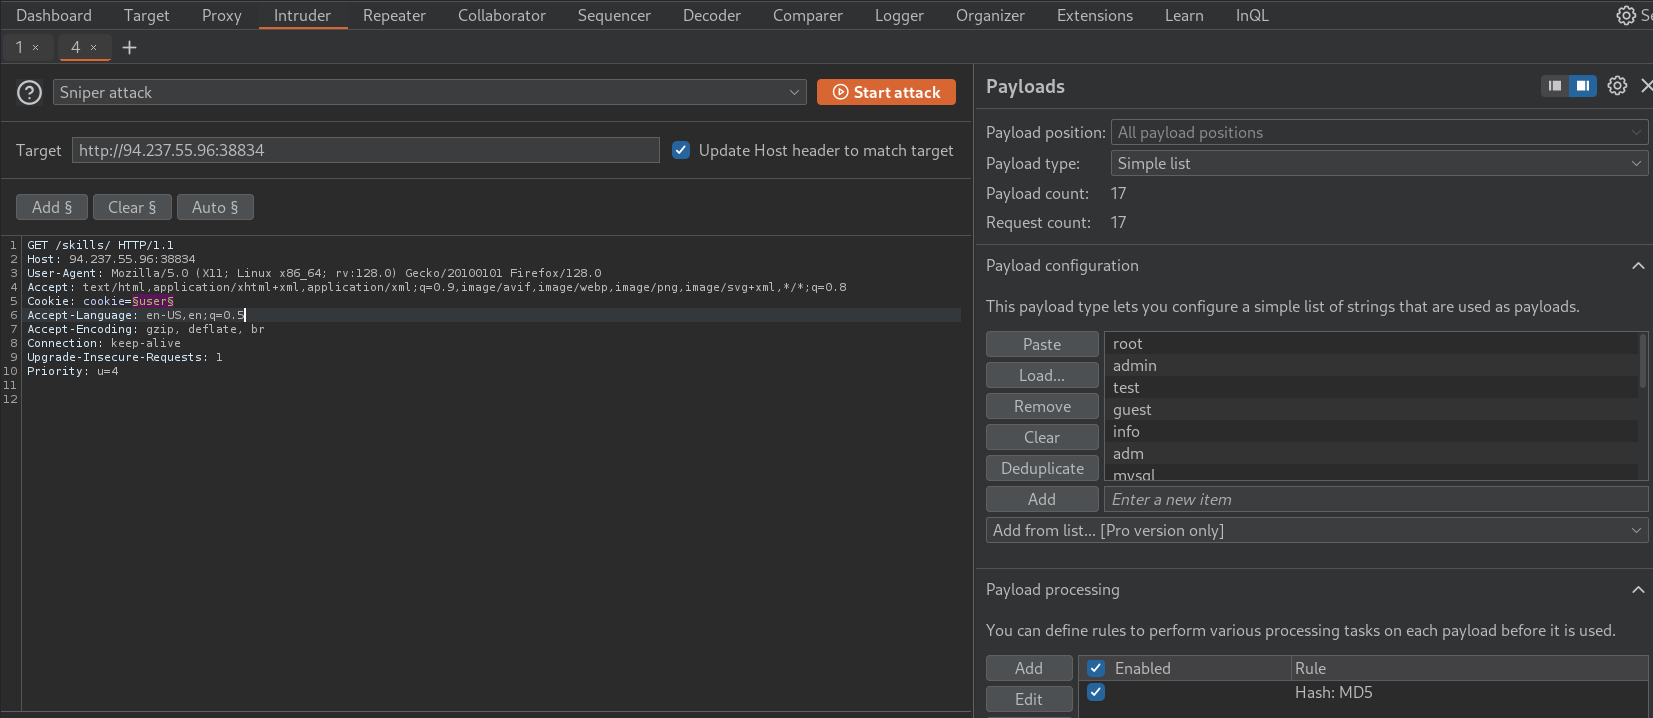 Dashboard Target Proxy Intruder Repeater Collaborator Sequencer Decoder Comparer Logger Organizer Extensions Learn InQL Se
1 × 4 × +
? Sniper attack Start attack
Target http://94.237.55.96:38834 Update Host header to match target
Add § Clear § Auto §
1 GET /skills/ HTTP/1.1
2 Host: 94.237.55.96:38834
3 User-Agent: Mozilla/5.0 (X11; Linux x86_64; rv:128.0) Gecko/20100101 Firefox/128.0
4 Accept: text/html,application/xhtml+xml,application/xml;q=0.9,image/avif,image/webp,image/png,image/svg+xml,*/*;q=0.8
5 Cookie: cookie=§user§
6 Accept-Language: en-US,en;q=0.5
7 Accept-Encoding: gzip, deflate, br
8 Connection: keep-alive
9 Upgrade-Insecure-Requests: 1
10 Priority: u=4
11
12
Payloads
Payload position: All payload positions
Payload type: Simple list
Payload count: 17
Request count: 17
Payload configuration
This payload type lets you configure a simple list of strings that are used as payloads.
Paste root
admin
Load... test
Remove guest
Clear info
adm
Deduplicate mysql
Add Enter a new item
Add from list... [Pro version only]
Payload processing
You can define rules to perform various processing tasks on each payload before it is used.
Add Enabled Rule
Edit Hash: MD5